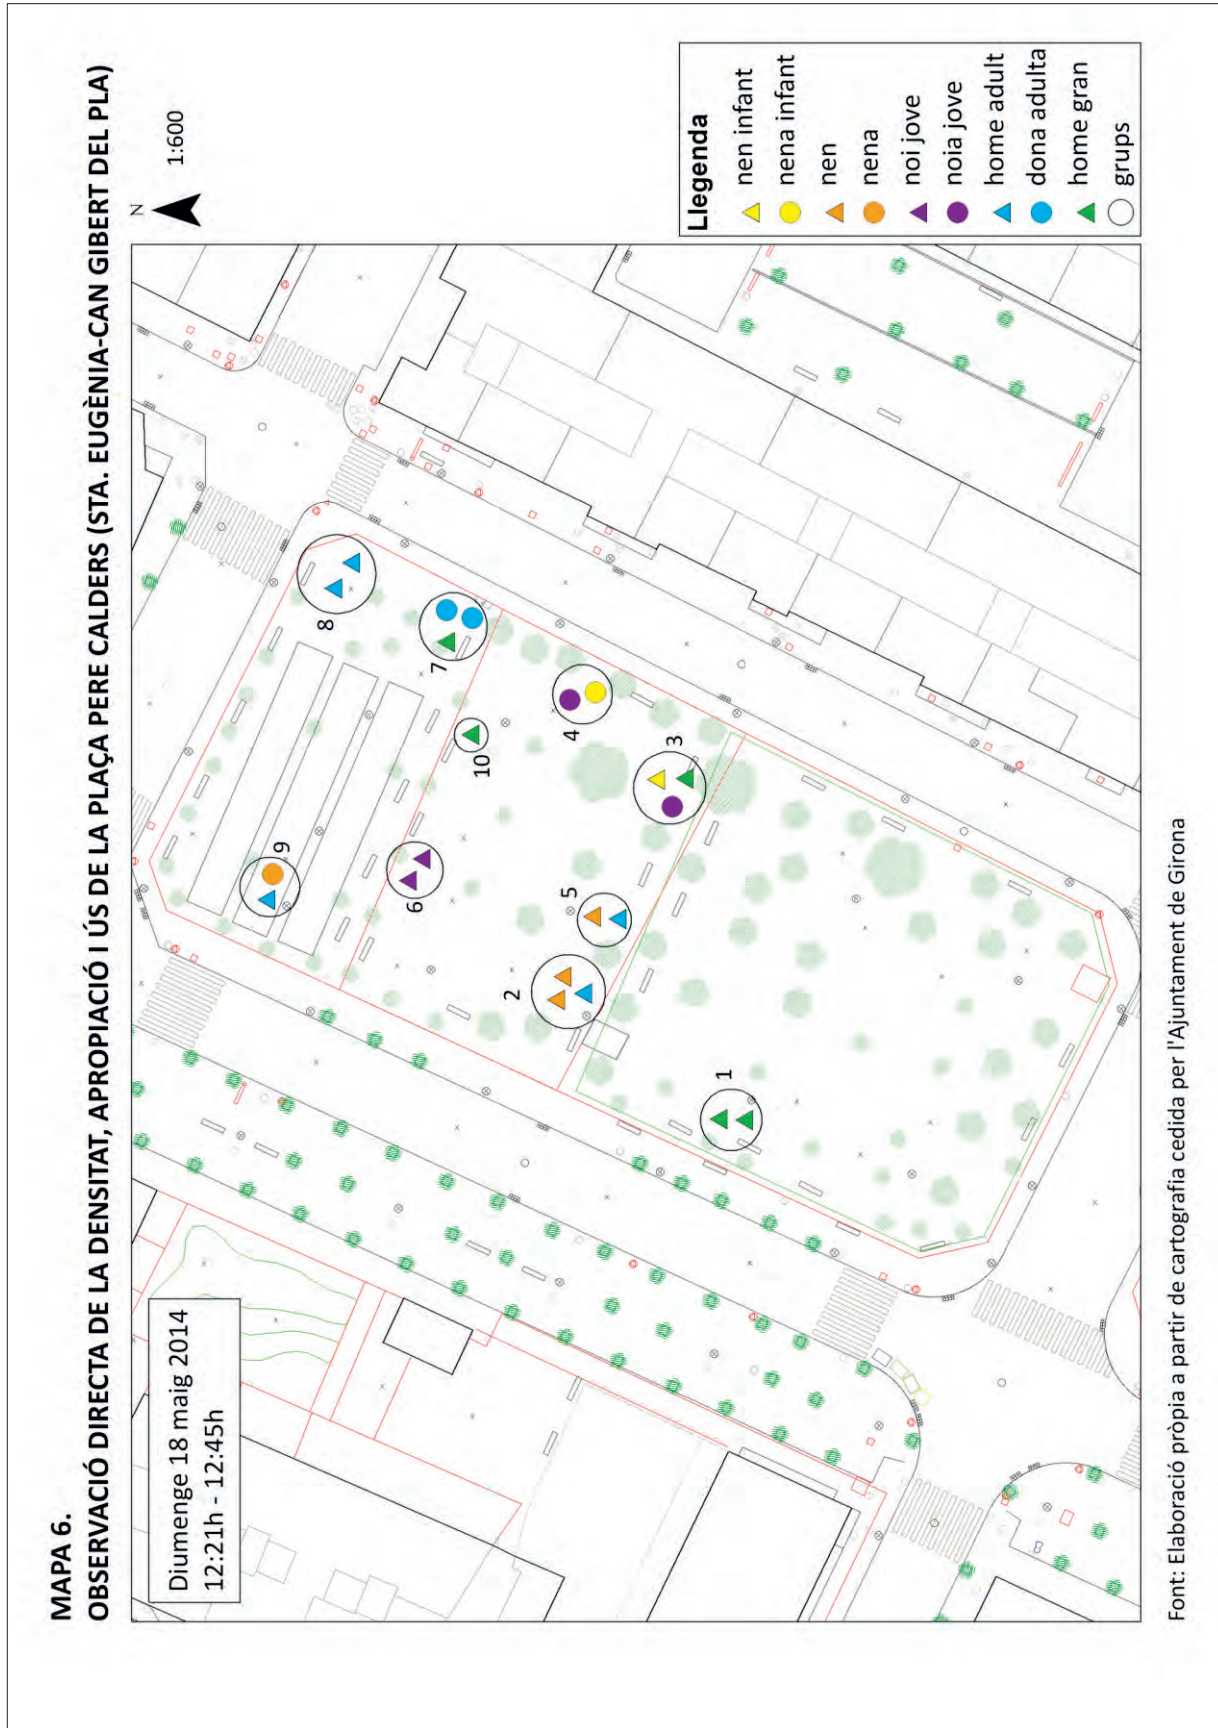 MAPA 6.
OBSERVACIÓ DIRECTA DE LA DENSITAT, APROPIACIÓ I ÚS DE LA PLAÇA PERE CALDERS (STA. EUGÈNIA-CAN GIBERT DEL PLA)
Diumenge 18 maig 2014
12:21h - 12:45h
N
1:600
9
8
6
7
10
2
5
4
3
1
Llegenda
nen infant
nena infant
nen
nena
noi jove
noia jove
home adult
dona adulta
home gran
grups
Font: Elaboració pròpia a partir de cartografia cedida per l'Ajuntament de Girona